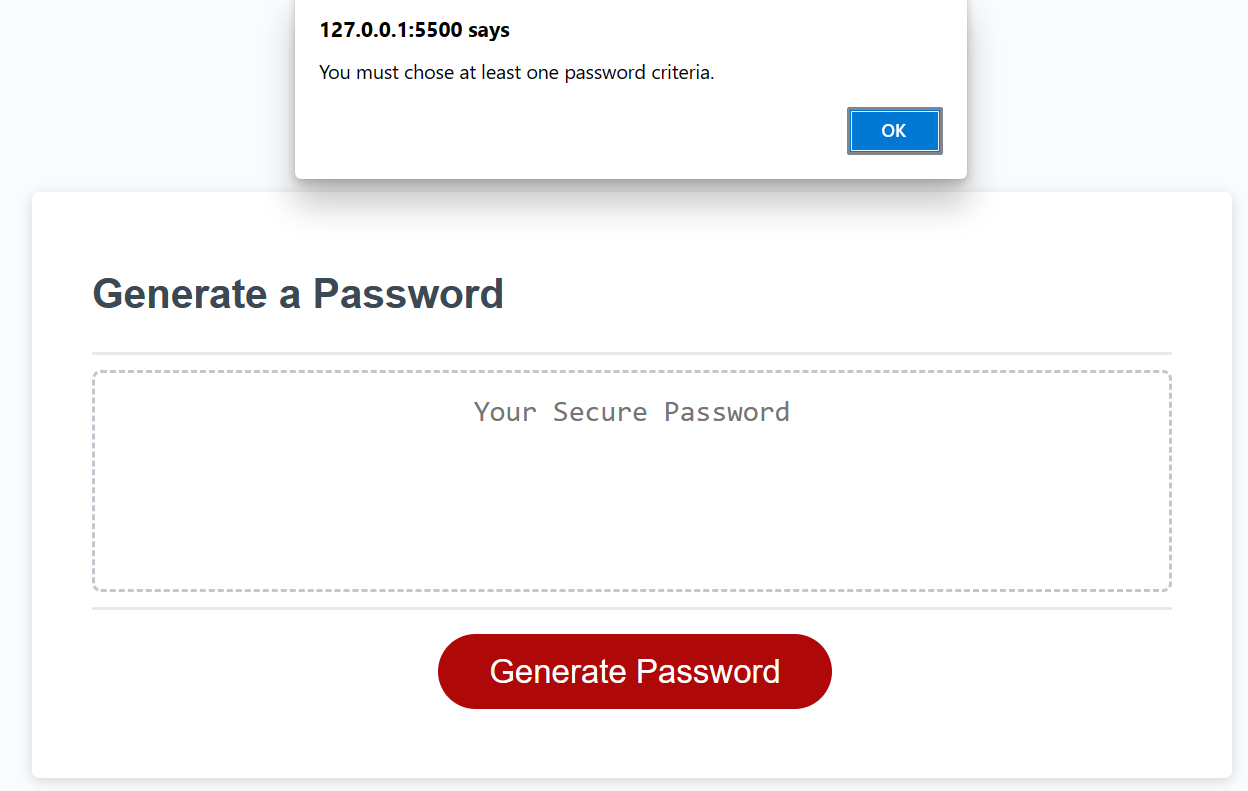 127.0.0.1:5500 says
You must chose at least one password criteria.
OK
Generate a Password
Your Secure Password
Generate Password